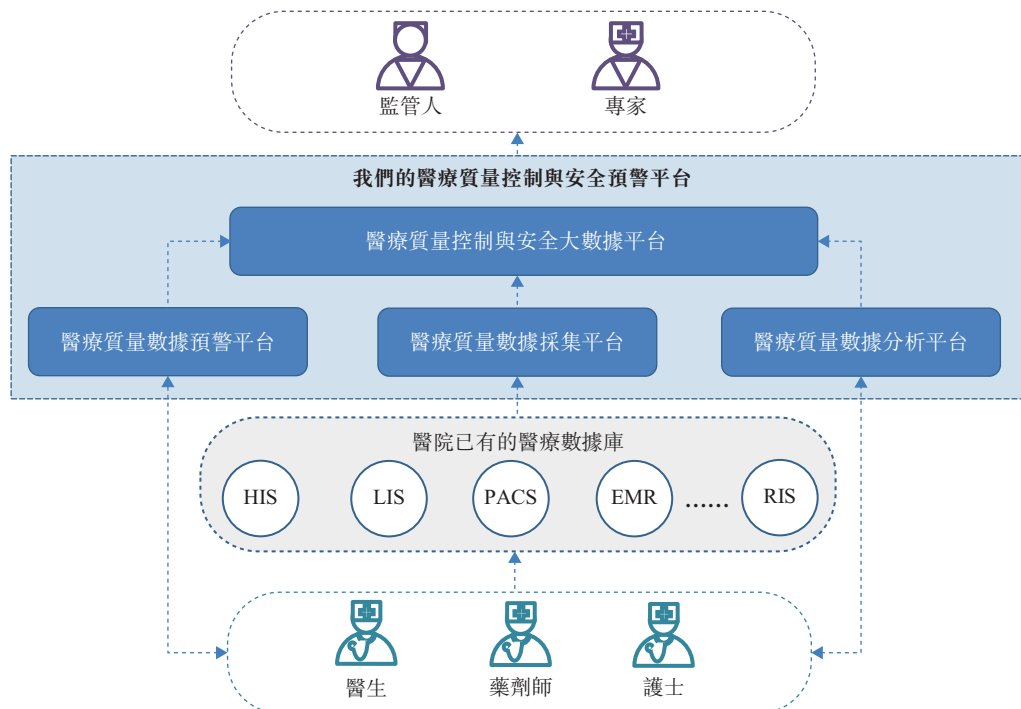 監管人
專家
我們的醫療質量控制與安全預警平台
醫療質量控制與安全大數據平台
醫療質量數據預警平台
醫療質量數據採集平台
醫療質量數據分析平台
醫院已有的醫療數據庫
HIS
LIS
PACS
EMR
……
RIS
醫生
藥劑師
護士